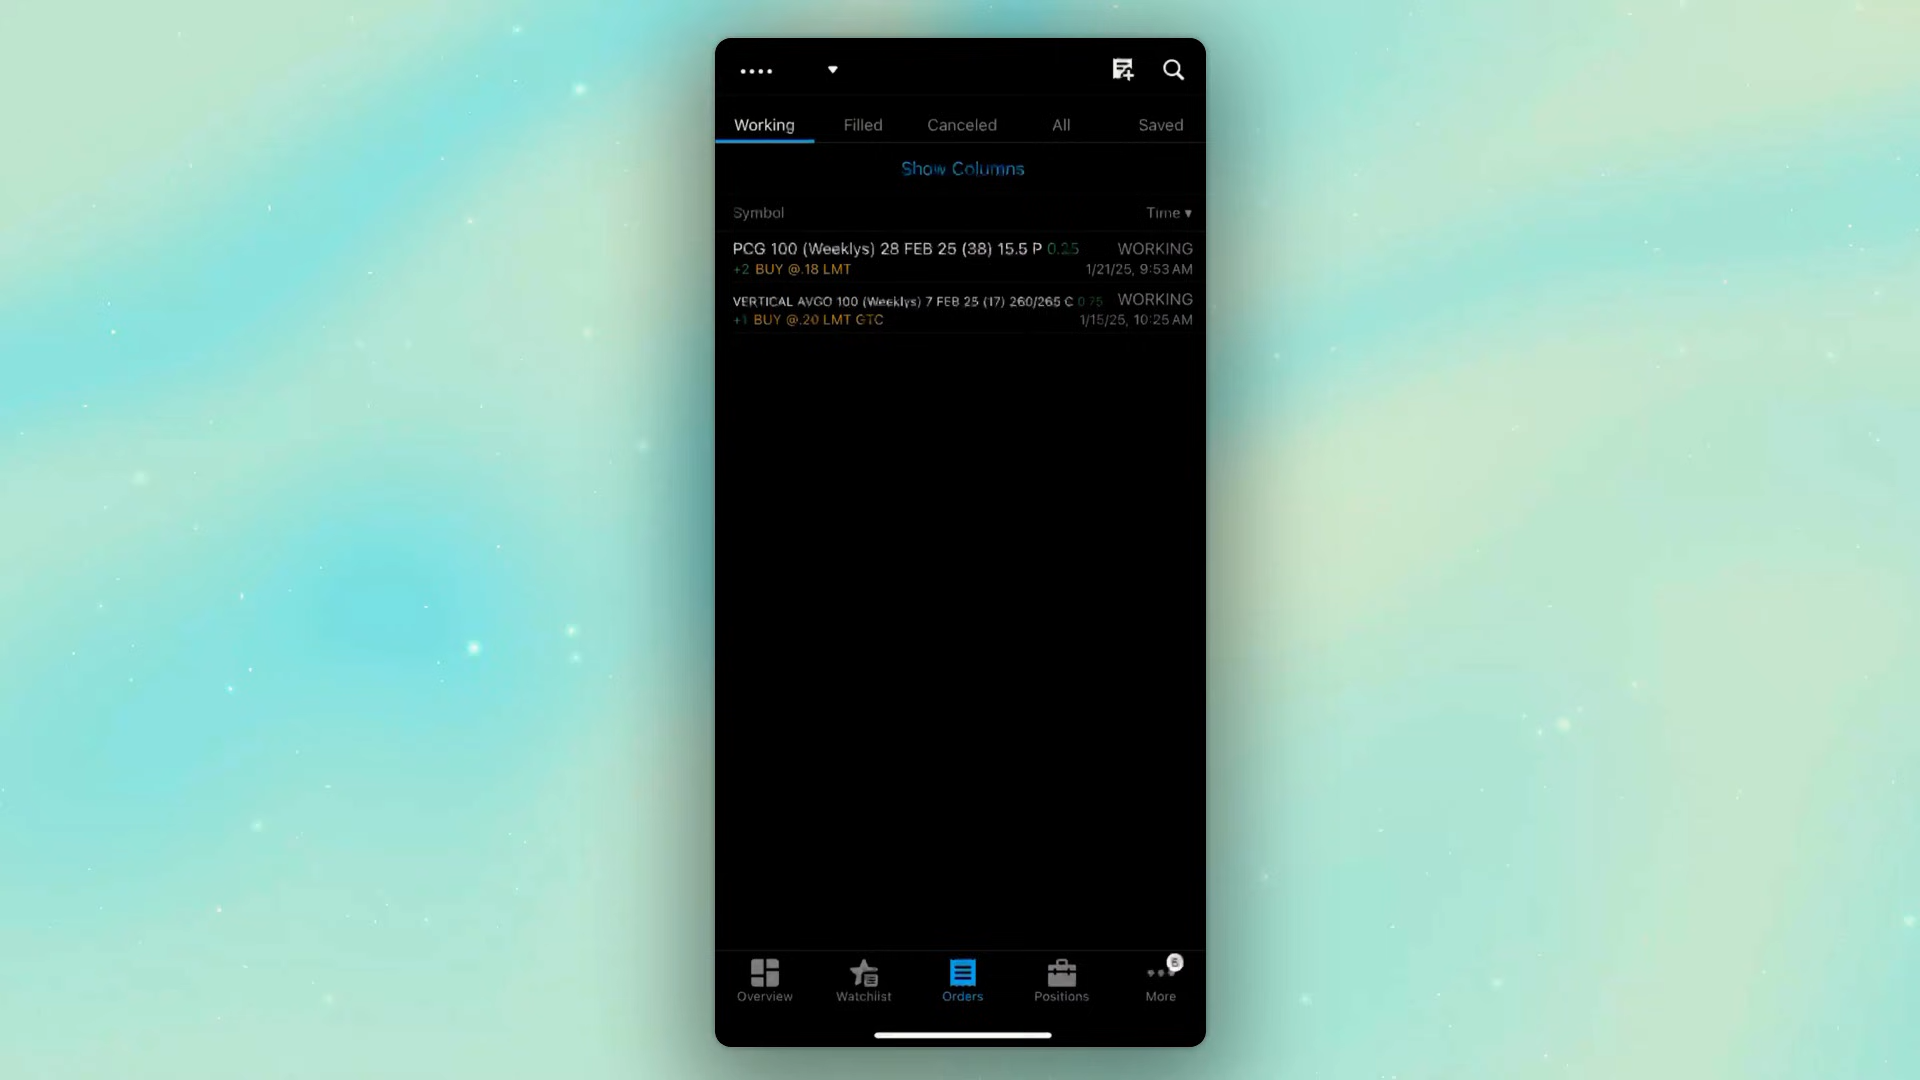 Working Filled Canceled All Saved
Show Columns
Symbol Time ▾
PCG 100 (Weeklys) 28 FEB 25 (38) 15.5 P 0.25 WORKING
+2 BUY @.18 LMT 1/21/25, 9:53 AM
VERTICAL AVGO 100 (Weeklys) 7 FEB 25 (17) 260/265 C WORKING
+1 BUY @.20 LMT GTC 1/15/25, 10:25 AM
Overview Watchlist Orders Positions More